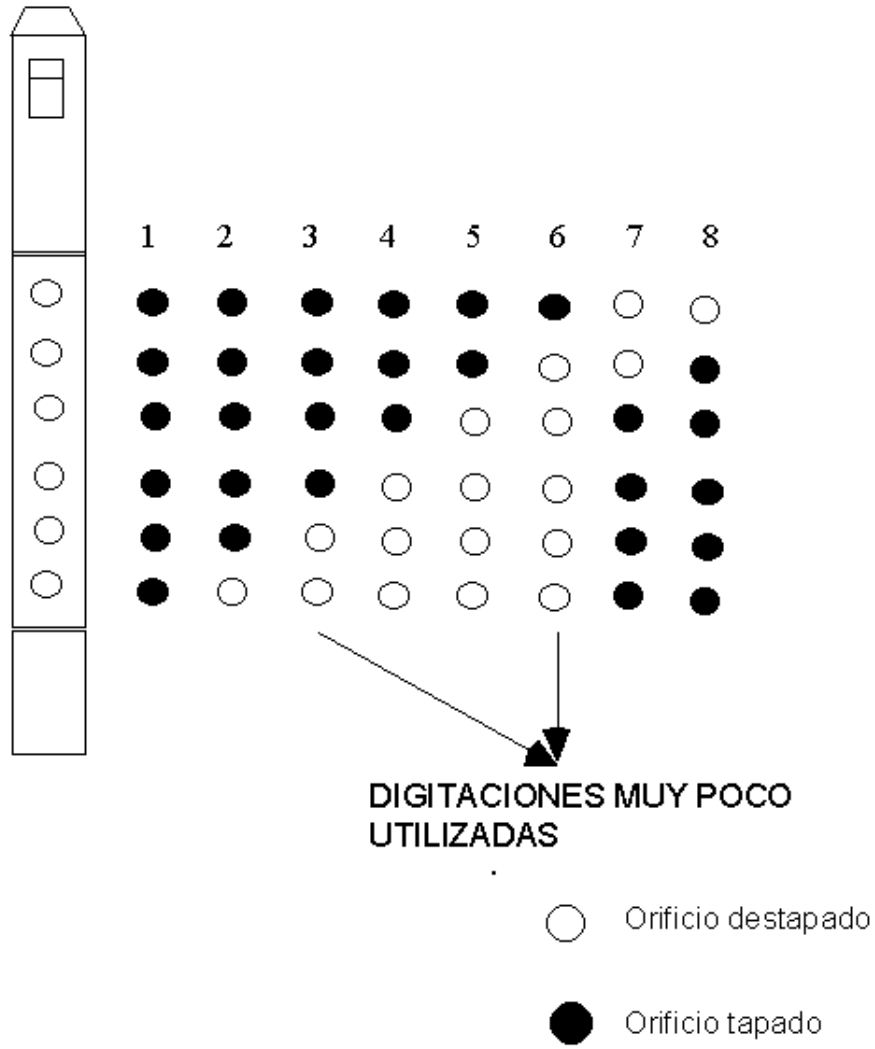 1 2 3 4 5 6 7 8
DIGITACIONES MUY POCO
UTILIZADAS
.
Orificio destapado
Orificio tapado